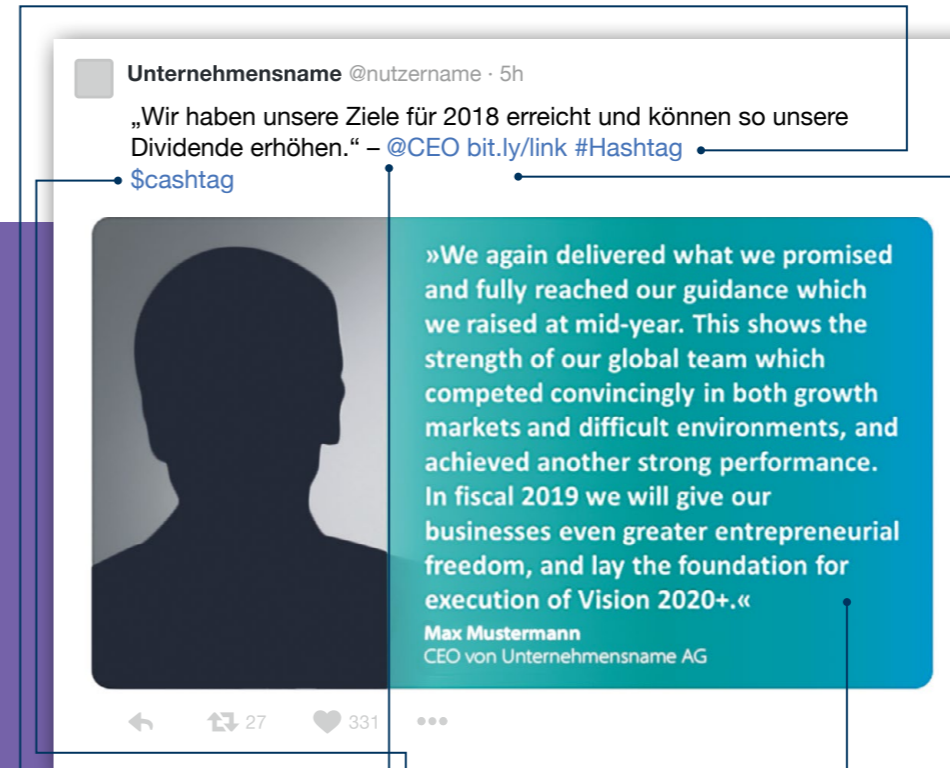 Unternehmensname @nutzername · 5h
„Wir haben unsere Ziele für 2018 erreicht und können so unsere
Dividende erhöhen.“ – @CEO bit.ly/link #Hashtag
$cashtag
»We again delivered what we promised
and fully reached our guidance which
we raised at mid-year. This shows the
strength of our global team which
competed convincingly in both growth
markets and difficult environments, and
achieved another strong performance.
In fiscal 2019 we will give our
businesses even greater entrepreneurial
freedom, and lay the foundation for
execution of Vision 2020+.«
Max Mustermann
CEO von Unternehmensname AG
27 331